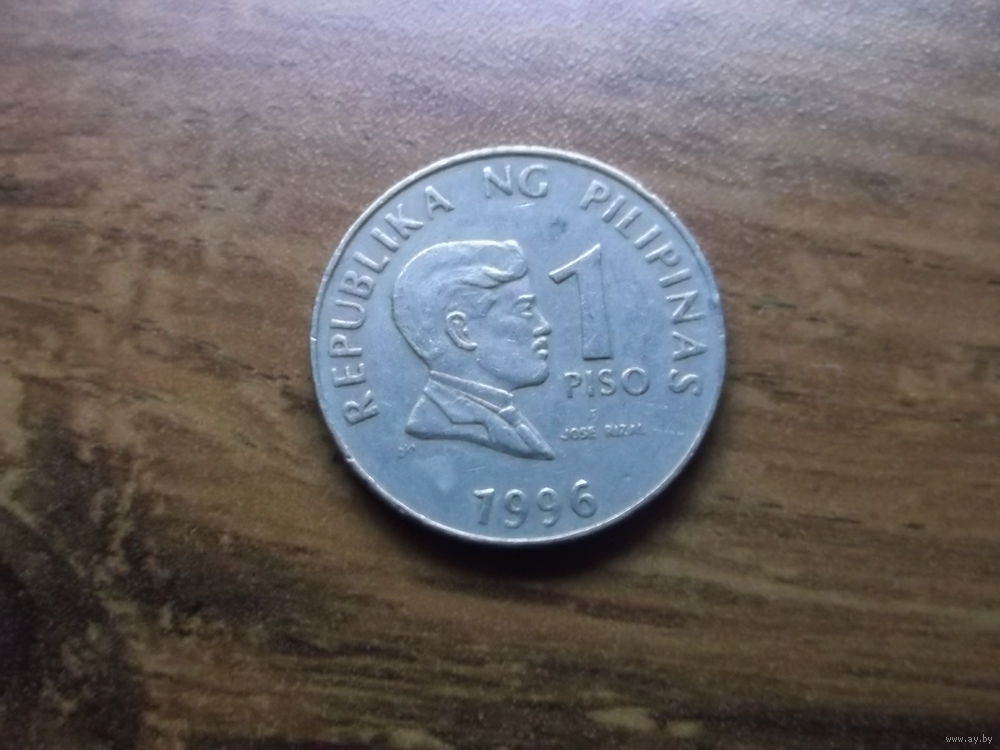 REPUBLIKA NG PILIPINAS
1
PISO
JOSE RIZAL
1996
www.ay.by